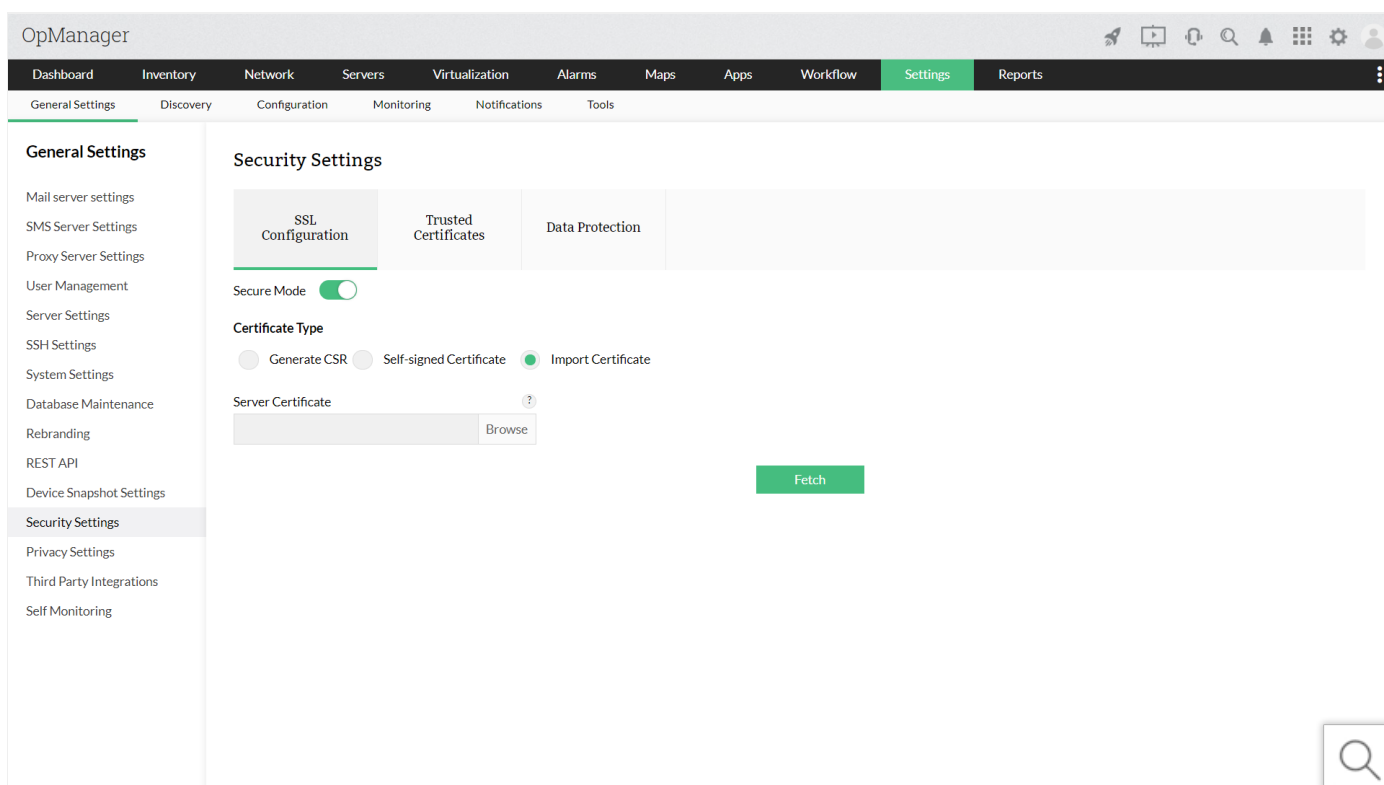 OpManager
Dashboard Inventory Network Servers Virtualization Alarms Maps Apps Workflow Settings Reports
General Settings Discovery Configuration Monitoring Notifications Tools
General Settings
Mail server settings
SMS Server Settings
Proxy Server Settings
User Management
Server Settings
SSH Settings
System Settings
Database Maintenance
Rebranding
REST API
Device Snapshot Settings
Security Settings
Privacy Settings
Third Party Integrations
Self Monitoring
Security Settings
SSL
Configuration
Trusted
Certificates
Data Protection
Secure Mode
Certificate Type
Generate CSR Self-signed Certificate Import Certificate
Server Certificate ?
Browse
Fetch